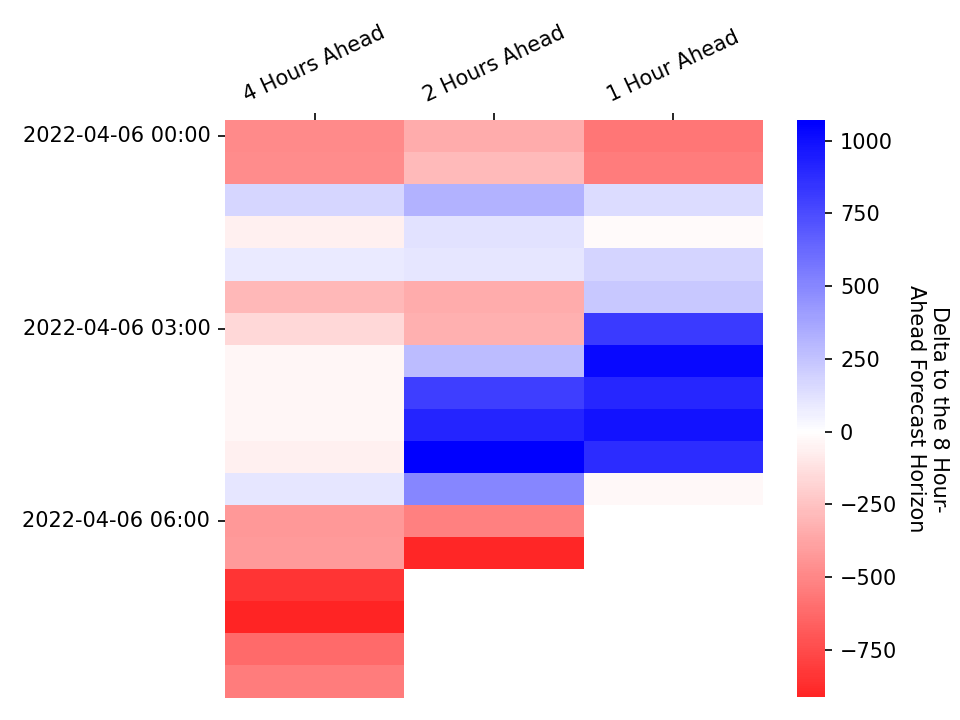 4 Hours Ahead
2 Hours Ahead
1 Hour Ahead
2022-04-06 00:00
2022-04-06 03:00
2022-04-06 06:00
1000
750
500
250
0
−250
−500
−750
Delta to the 8 Hour-
Ahead Forecast Horizon